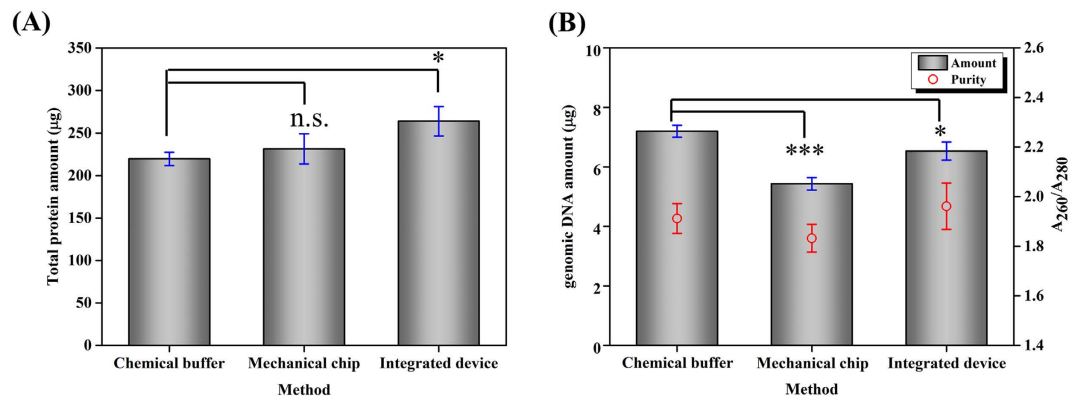 (A)
350
300
250
200
150
100
50
0
Total protein amount (μg)
*
n.s.
Chemical buffer
Mechanical chip
Integrated device
Method
(B)
10
8
6
4
2
0
genomic DNA amount (μg)
Amount
Purity
***
*
2.6
2.4
2.2
2.0
1.8
1.6
1.4
A260/A280
Chemical buffer
Mechanical chip
Integrated device
Method